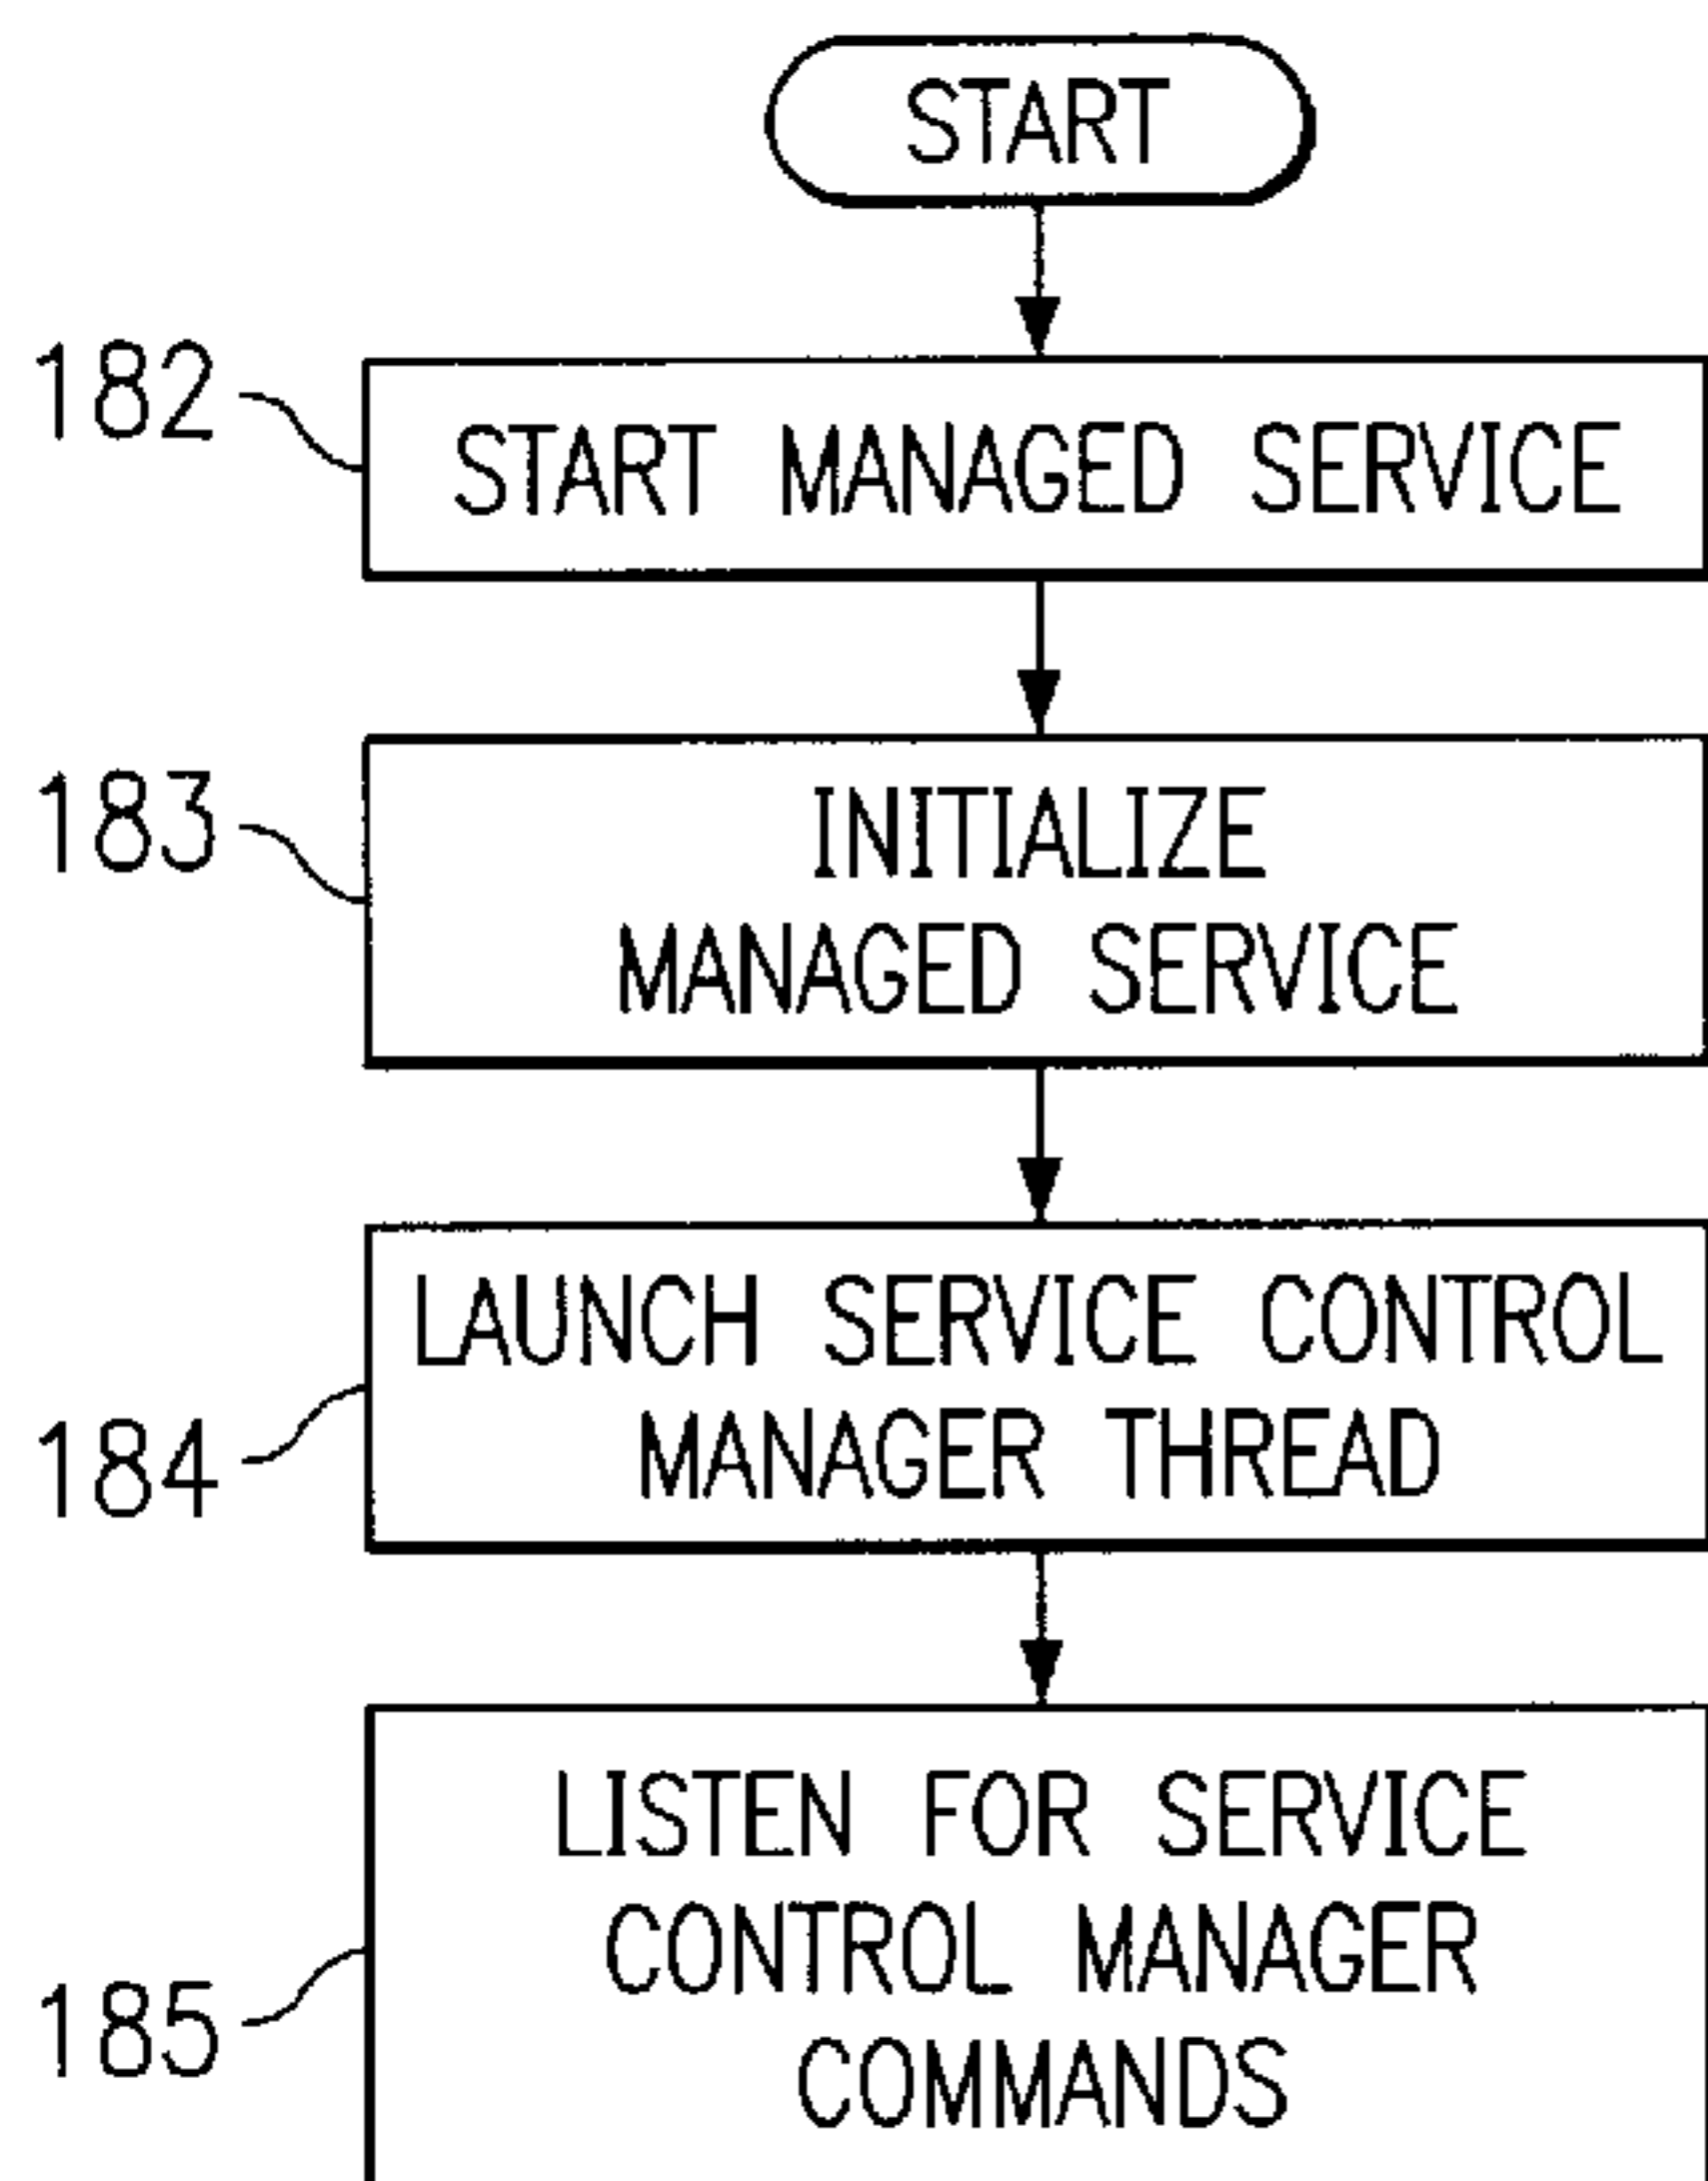 START
182
START MANAGED SERVICE
183
INITIALIZE
MANAGED SERVICE
LAUNCH SERVICE CONTROL
MANAGER THREAD
184
LISTEN FOR SERVICE
CONTROL MANAGER
COMMANDS
185